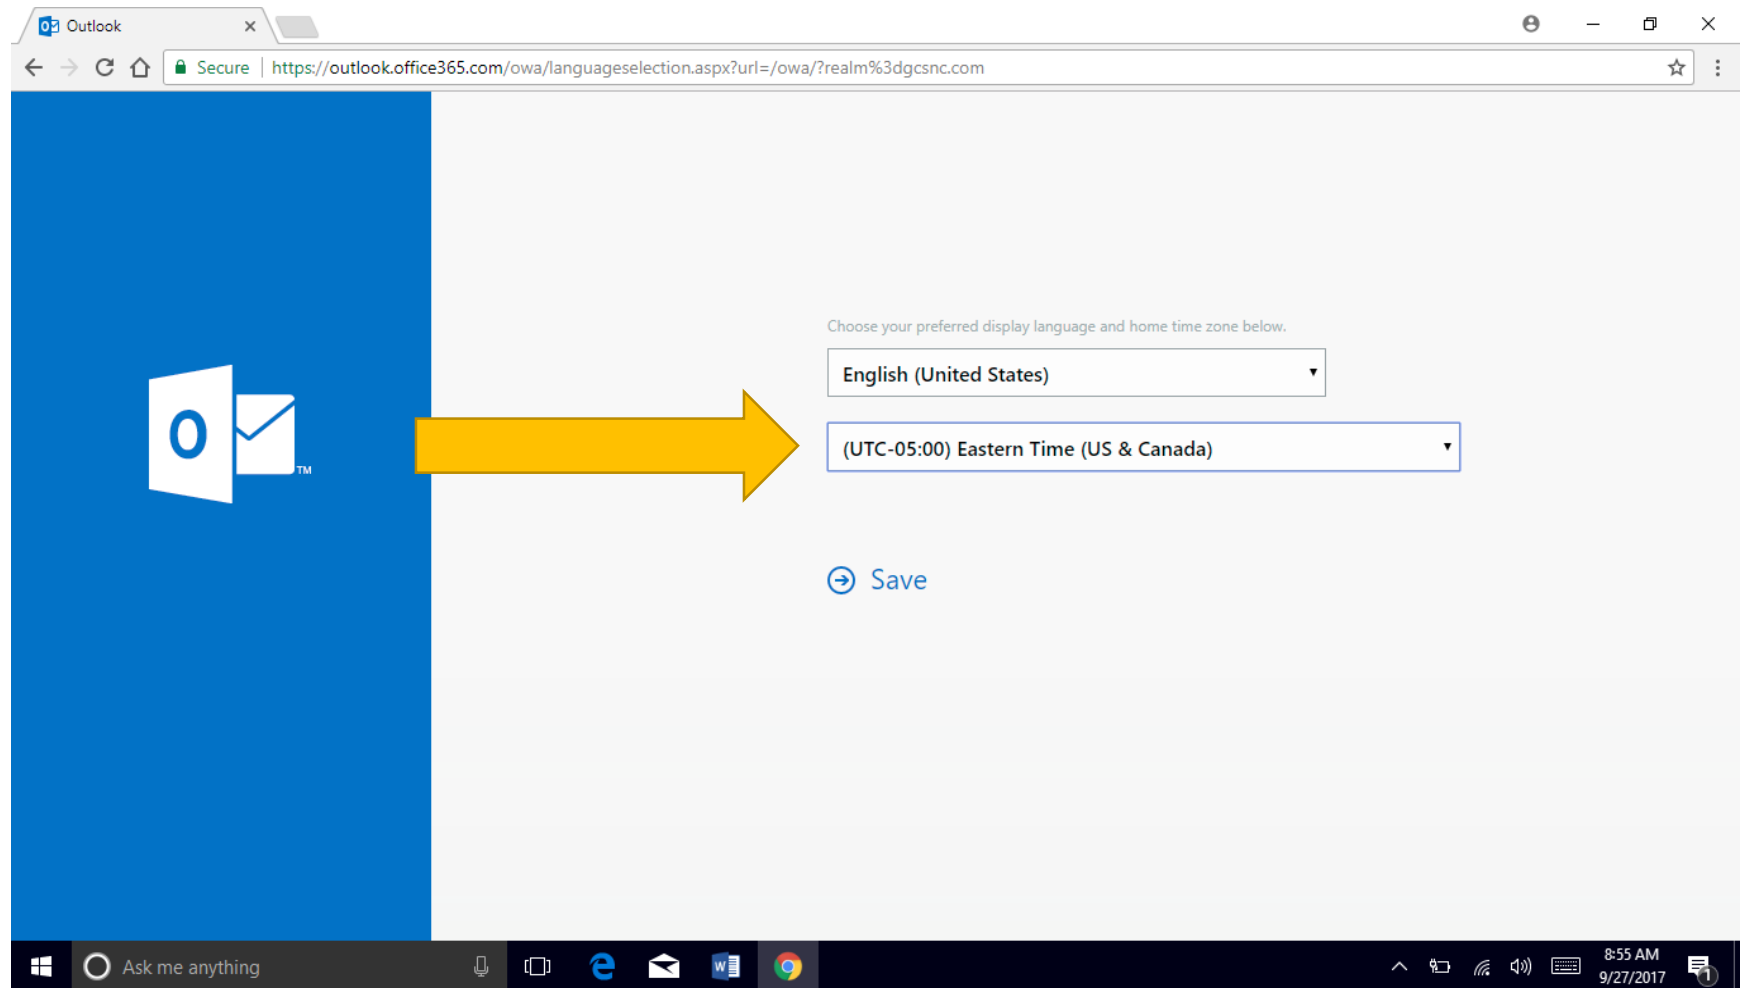 Outlook
Secure | https://outlook.office365.com/owa/languageselection.aspx?url=/owa/?realm%3dgcsnc.com
Choose your preferred display language and home time zone below.
English (United States)
O
TM
(UTC-05:00) Eastern Time (US & Canada)
Save
Ask me anything
8:55 AM
9/27/2017
1